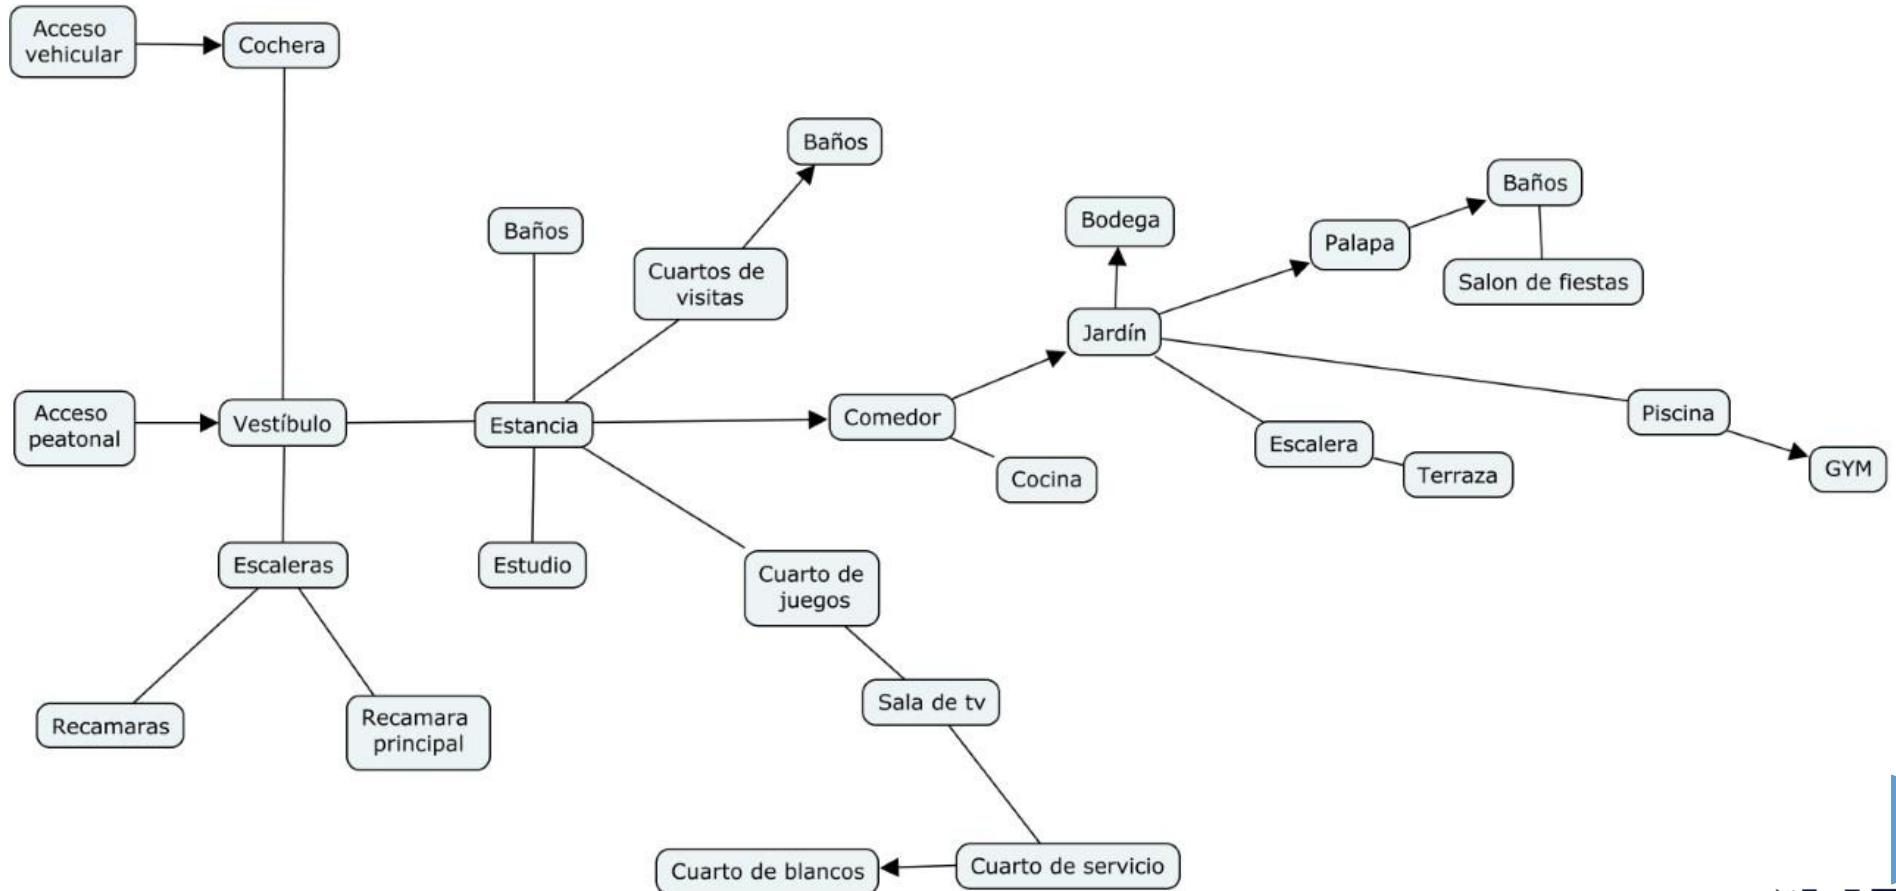 Acceso
vehicular
Cochera
Baños
Baños
Bodega
Palapa
Baños
Cuartos de
visitas
Salon de fiestas
Jardín
Acceso
peatonal
Vestíbulo
Estancia
Comedor
Piscina
Escalera
Terraza
GYM
Cocina
Escaleras
Estudio
Cuarto de
juegos
Recamaras
Recamara
principal
Sala de tv
Cuarto de blancos
Cuarto de servicio